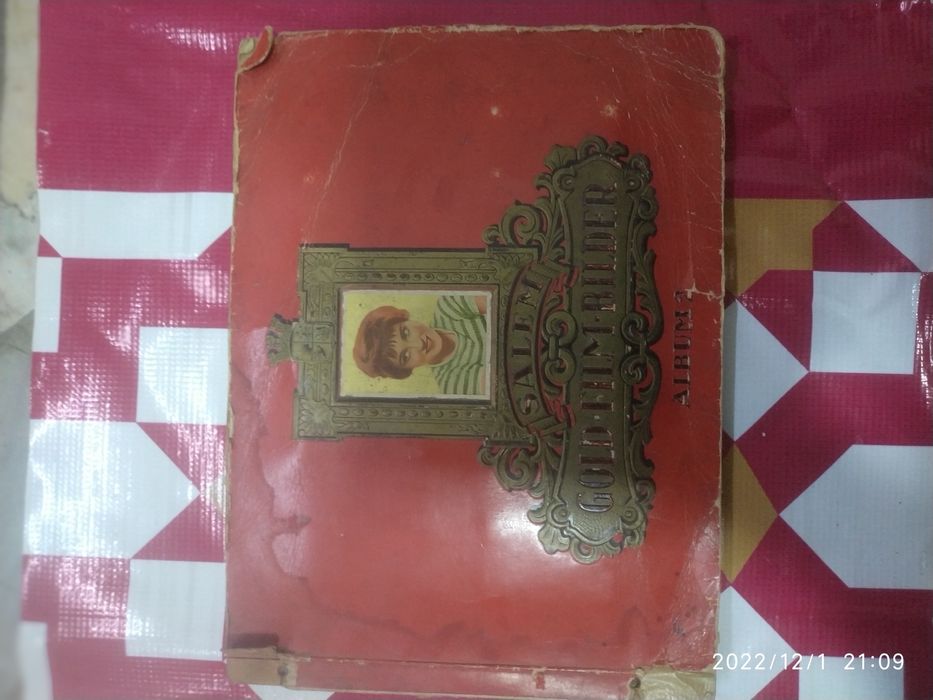 SALEM
GOLD FILM BILDER
ALBUM 2
2022/12/1 21:09